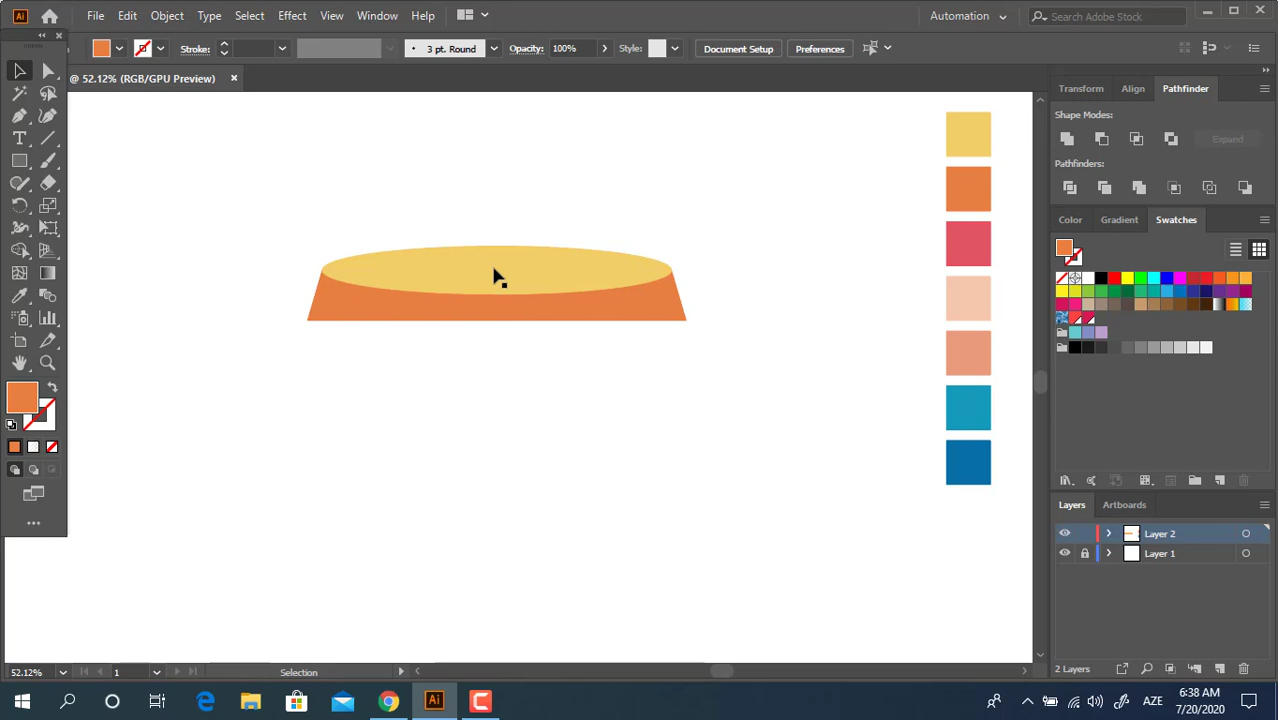 Ai File Edit Object Type Select Effect View Window Help Automation Search Adobe Stock
Stroke: 3 pt. Round Opacity: 100% Style: Document Setup Preferences
@ 52.12% (RGB/GPU Preview)
Transform Align Pathfinder
Shape Modes:
Expand
Pathfinders:
Color Gradient Swatches
Layers Artboards
Layer 2
Layer 1
52.12% 1 Selection 2 Layers
Ai AZE 6:38 AM
7/20/2020